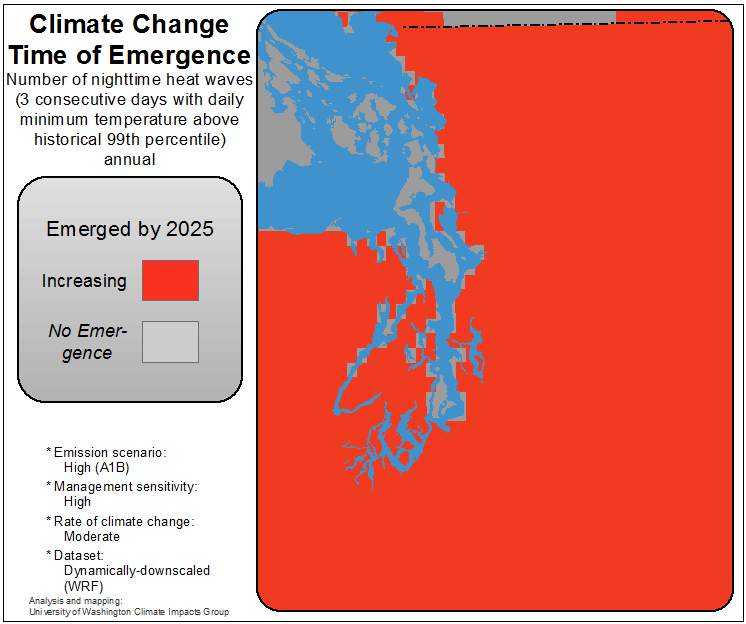 Climate Change
Time of Emergence
Number of nighttime heat waves
(3 consecutive days with daily
minimum temperature above
historical 99th percentile)
annual
Emerged by 2025
Increasing
No Emer-
gence
* Emission scenario:
High (A1B)
* Management sensitivity:
High
* Rate of climate change:
Moderate
* Dataset:
Dynamically-downscaled
(WRF)
Analysis and mapping:
University of Washington Climate Impacts Group